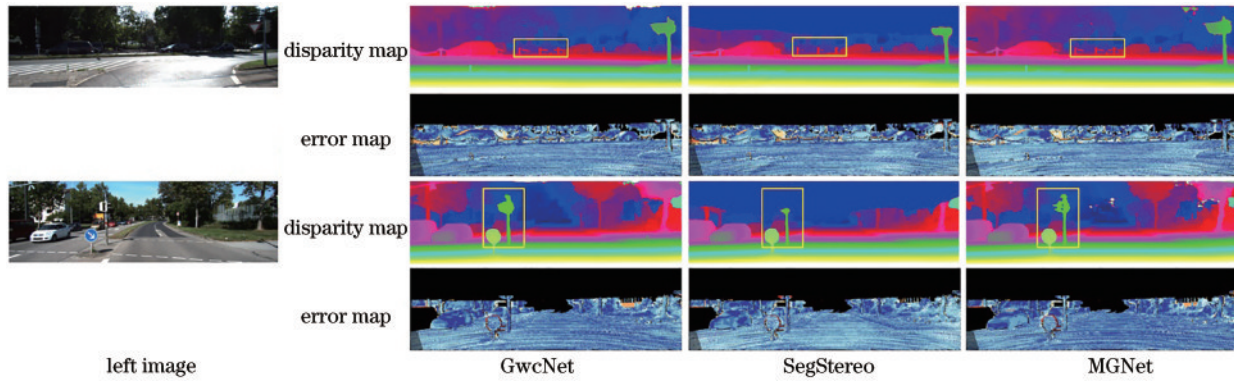 disparity map
error map
disparity map
error map
left image
GwcNet
SegStereo
MGNet